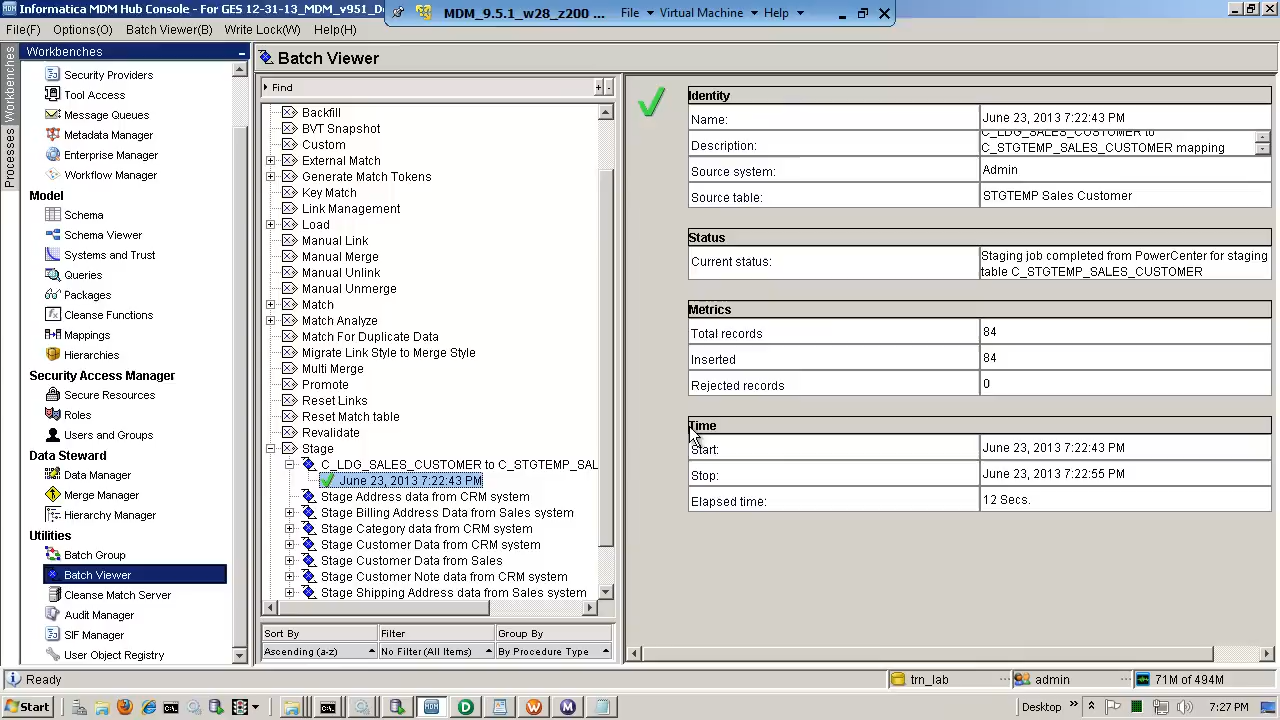 Informatica MDM Hub Console - For GES 12-31-13_MDM_v951_D
MDM_9.5.1_w28_z200 ...
File
Virtual Machine
Help
File(F)
Options(O)
Batch Viewer(B)
Write Lock(W)
Help(H)
Workbenches
Processes
Workbenches
Security Providers
Tool Access
Message Queues
Metadata Manager
Enterprise Manager
Workflow Manager
Model
Schema
Schema Viewer
Systems and Trust
Queries
Packages
Cleanse Functions
Mappings
Hierarchies
Security Access Manager
Secure Resources
Roles
Users and Groups
Data Steward
Data Manager
Merge Manager
Hierarchy Manager
Utilities
Batch Group
Batch Viewer
Cleanse Match Server
Audit Manager
SIF Manager
User Object Registry
Batch Viewer
Find
+ -
Backfill
BVT Snapshot
Custom
External Match
Generate Match Tokens
Key Match
Link Management
Load
Manual Link
Manual Merge
Manual Unlink
Manual Unmerge
Match
Match Analyze
Match For Duplicate Data
Migrate Link Style to Merge Style
Multi Merge
Promote
Reset Links
Reset Match table
Revalidate
Stage
C_LDG_SALES_CUSTOMER to C_STGTEMP_SAL
June 23, 2013 7:22:43 PM
Stage Address data from CRM system
Stage Billing Address Data from Sales system
Stage Category data from CRM system
Stage Customer Data from CRM system
Stage Customer Data from Sales
Stage Customer Note data from CRM system
Stage Shipping Address data from Sales system
Sort By
Filter
Group By
Ascending (a-z)
No Filter (All Items)
By Procedure Type
Identity
Name: June 23, 2013 7:22:43 PM
Description: C_LDG_SALES_CUSTOMER to
C_STGTEMP_SALES_CUSTOMER mapping
Source system: Admin
Source table: STGTEMP Sales Customer
Status
Current status: Staging job completed from PowerCenter for staging
table C_STGTEMP_SALES_CUSTOMER
Metrics
Total records 84
Inserted 84
Rejected records 0
Time
Start: June 23, 2013 7:22:43 PM
Stop: June 23, 2013 7:22:55 PM
Elapsed time: 12 Secs.
Ready
trn_lab ...
admin ...
71M of 494M
Start
Desktop
7:27 PM